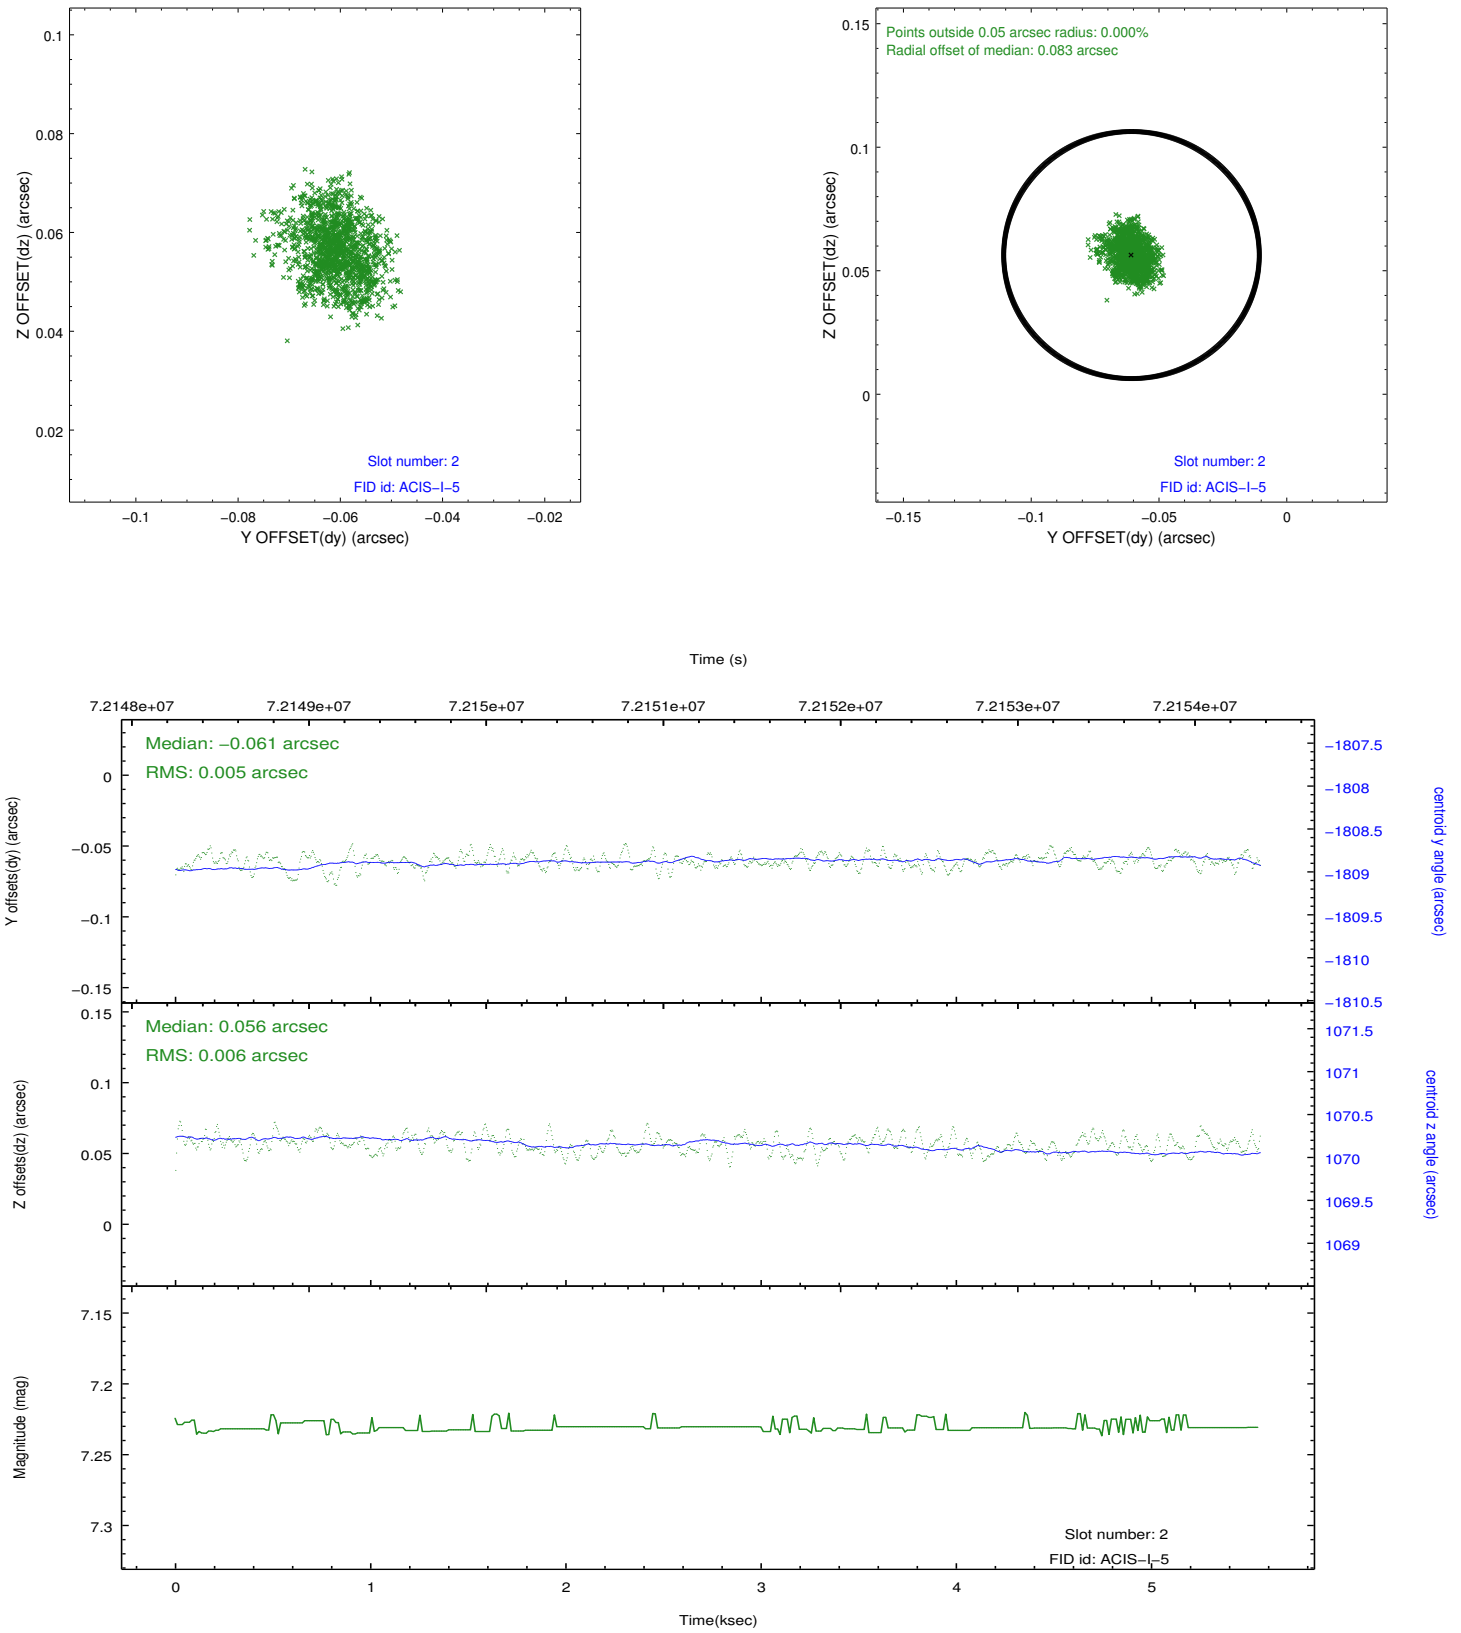 0.1
0.08
0.06
0.04
0.02
Z OFFSET(dz) (arcsec)
Slot number: 2
FID id: ACIS−I−5
−0.1 −0.08 −0.06 −0.04 −0.02
Y OFFSET(dy) (arcsec)
Points outside 0.05 arcsec radius: 0.000%
Radial offset of median: 0.083 arcsec
0.15
0.1
0.05
0
Z OFFSET(dz) (arcsec)
Slot number: 2
FID id: ACIS−I−5
−0.15 −0.1 −0.05 0
Y OFFSET(dy) (arcsec)
Time (s)
7.2148e+07 7.2149e+07 7.215e+07 7.2151e+07 7.2152e+07 7.2153e+07 7.2154e+07
Median: −0.061 arcsec
RMS: 0.005 arcsec
0
−0.05
−0.1
−0.15
Y offsets(dy) (arcsec)
−1807.5
−1808
−1808.5
−1809
−1809.5
−1810
−1810.5
centroid y angle (arcsec)
Median: 0.056 arcsec
RMS: 0.006 arcsec
0.15
0.1
0.05
0
Z offsets(dz) (arcsec)
1071.5
1071
1070.5
1070
1069.5
1069
centroid z angle (arcsec)
7.15
7.2
7.25
7.3
Magnitude (mag)
Slot number: 2
FID id: ACIS−I−5
0 1 2 3 4 5
Time(ksec)